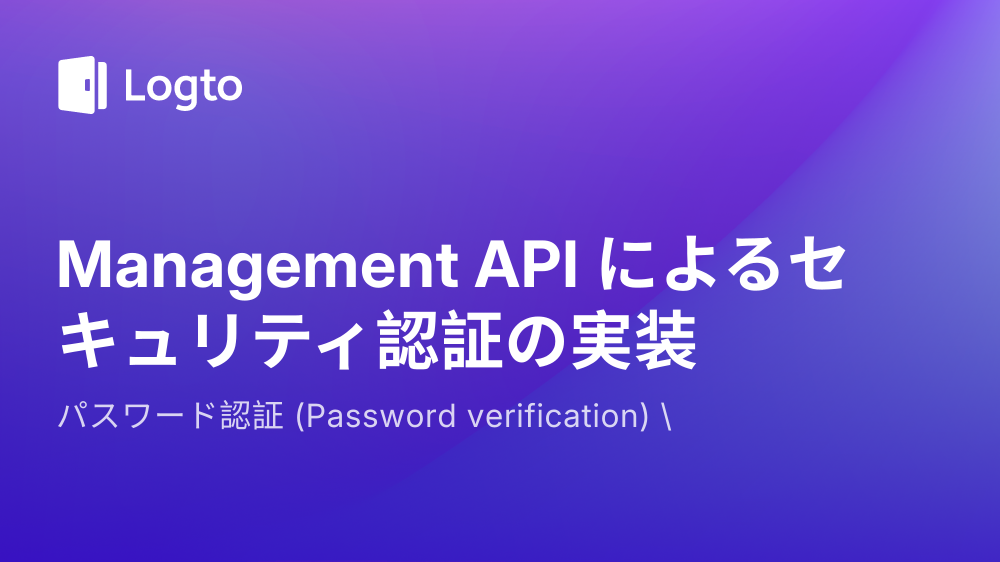 Logto
Management API によるセ
キュリティ認証の実装
パスワード認証 (Password verification) \